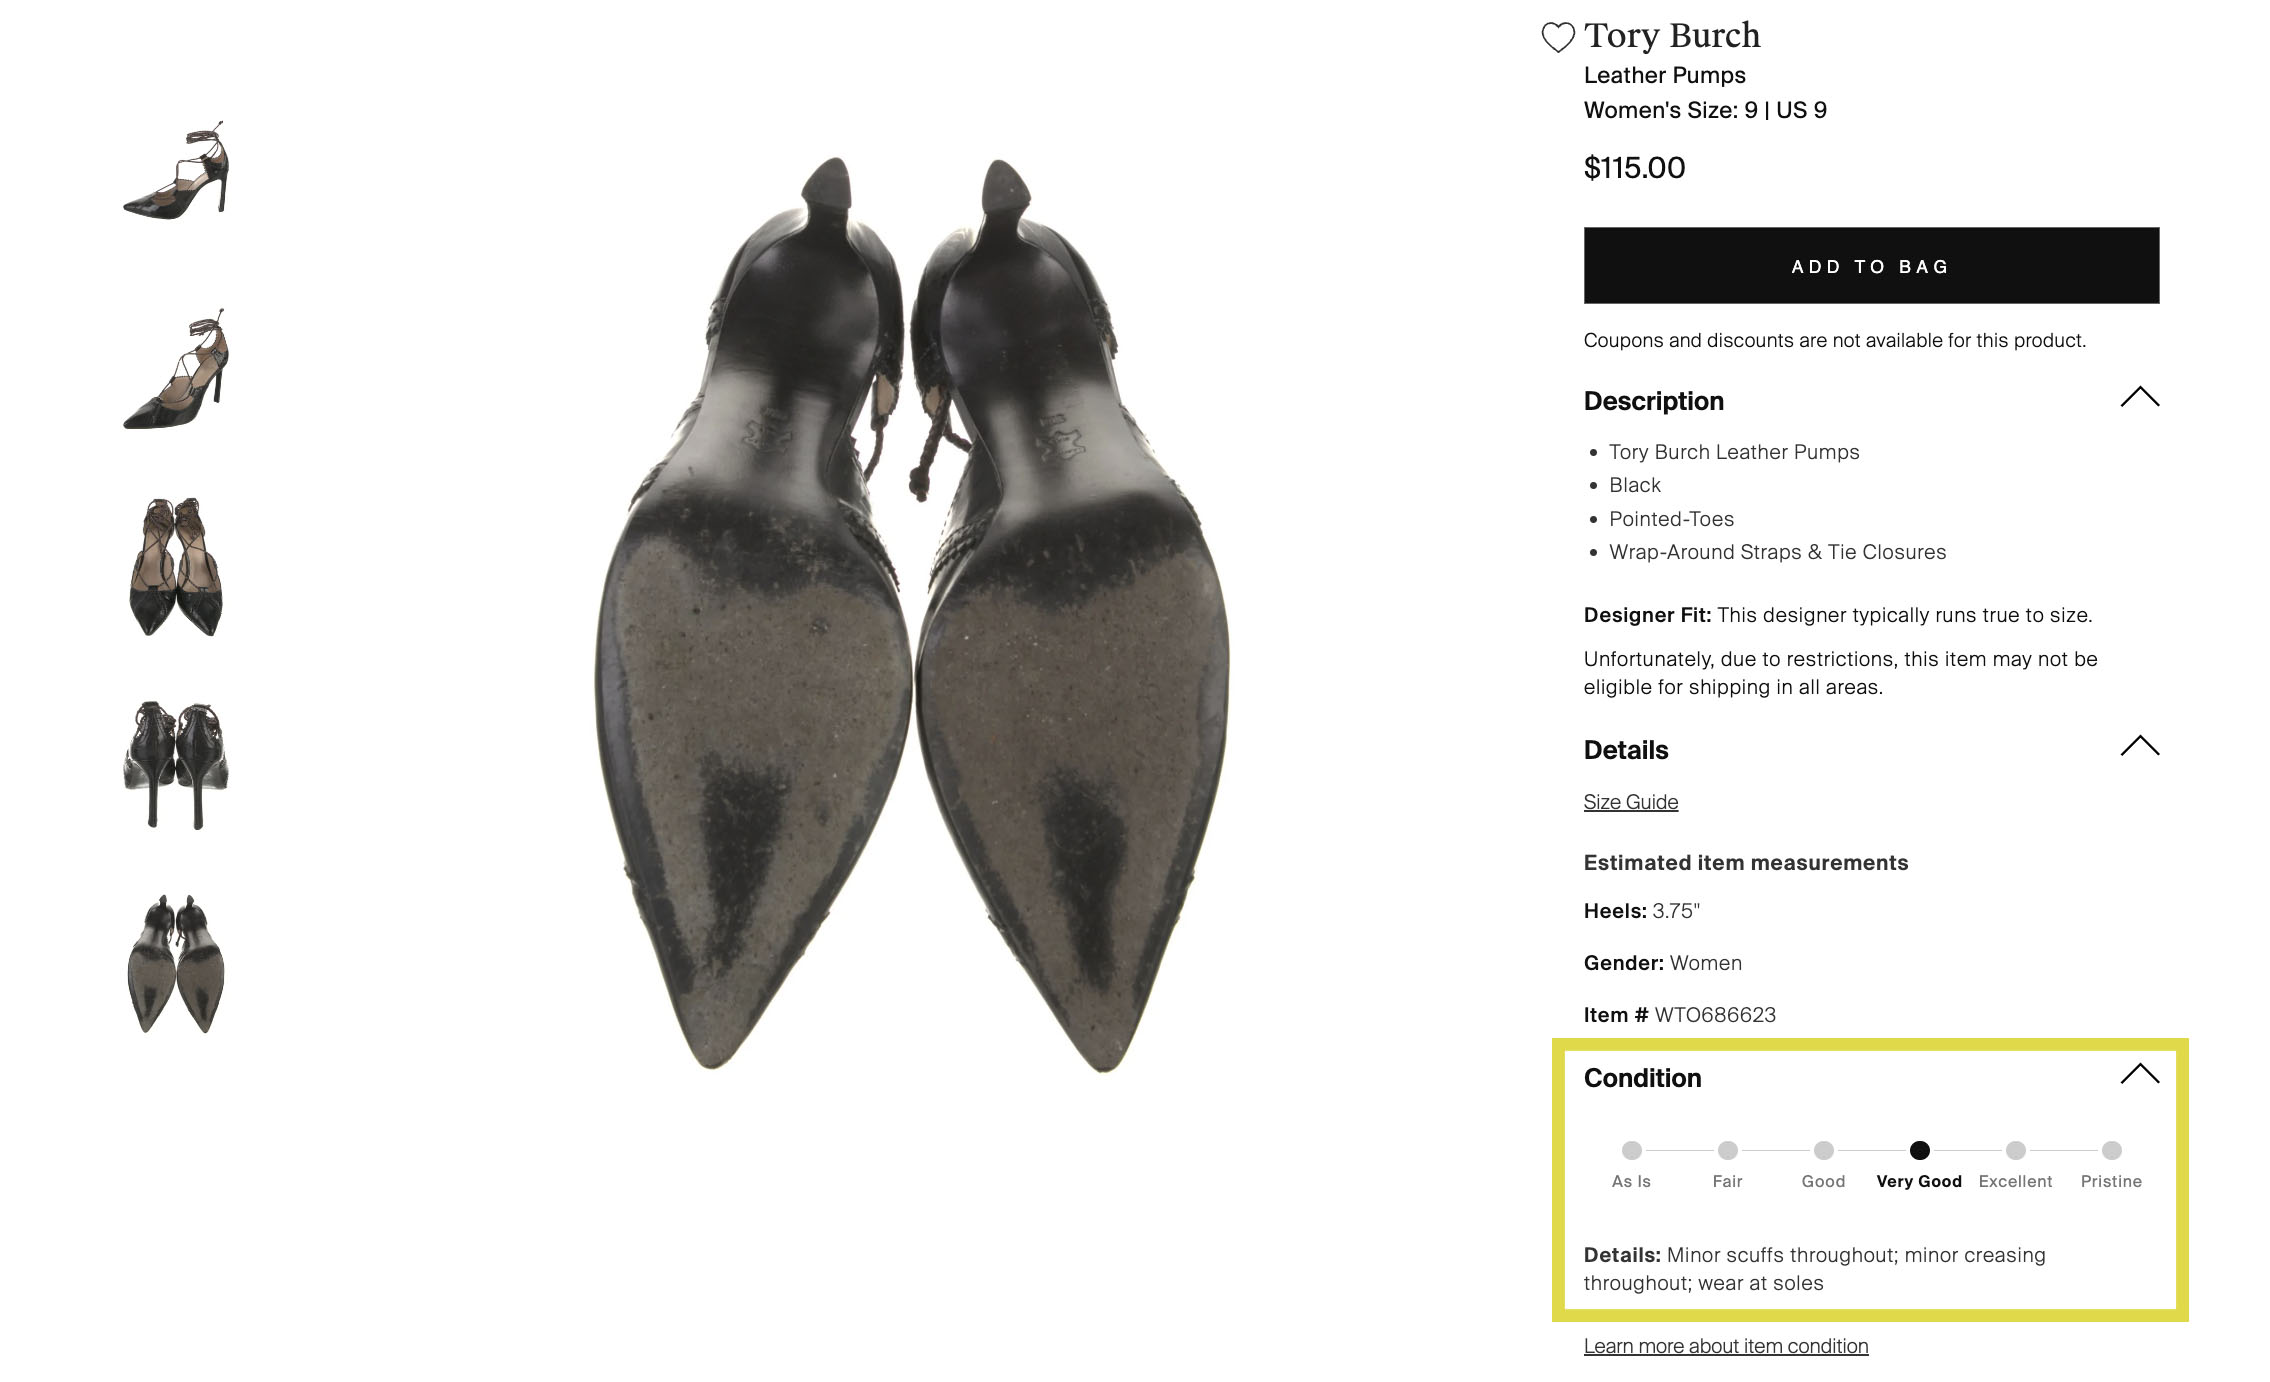 Tory Burch
Leather Pumps
Women's Size: 9 | US 9
$115.00
ADD TO BAG
Coupons and discounts are not available for this product.
Description
• Tory Burch Leather Pumps
• Black
• Pointed-Toes
• Wrap-Around Straps & Tie Closures
Designer Fit: This designer typically runs true to size.
Unfortunately, due to restrictions, this item may not be
eligible for shipping in all areas.
Details
Size Guide
Estimated item measurements
Heels: 3.75"
Gender: Women
Item # WTO686623
Condition
As Is Fair Good Very Good Excellent Pristine
Details: Minor scuffs throughout; minor creasing
throughout; wear at soles
Learn more about item condition